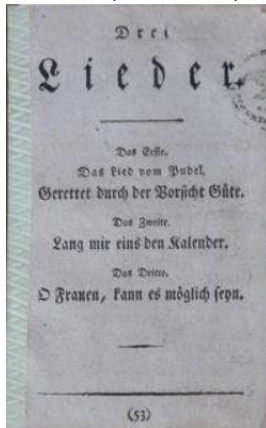 Drei
Lieder.
Das Erste.
Das Lied vom Pudel.
Gerettet durch der Vorsicht Güte.
Das Zweite.
Lang mir eins den Kalender.
Das Dritte.
O Frauen, kann es möglich seyn.
(53)